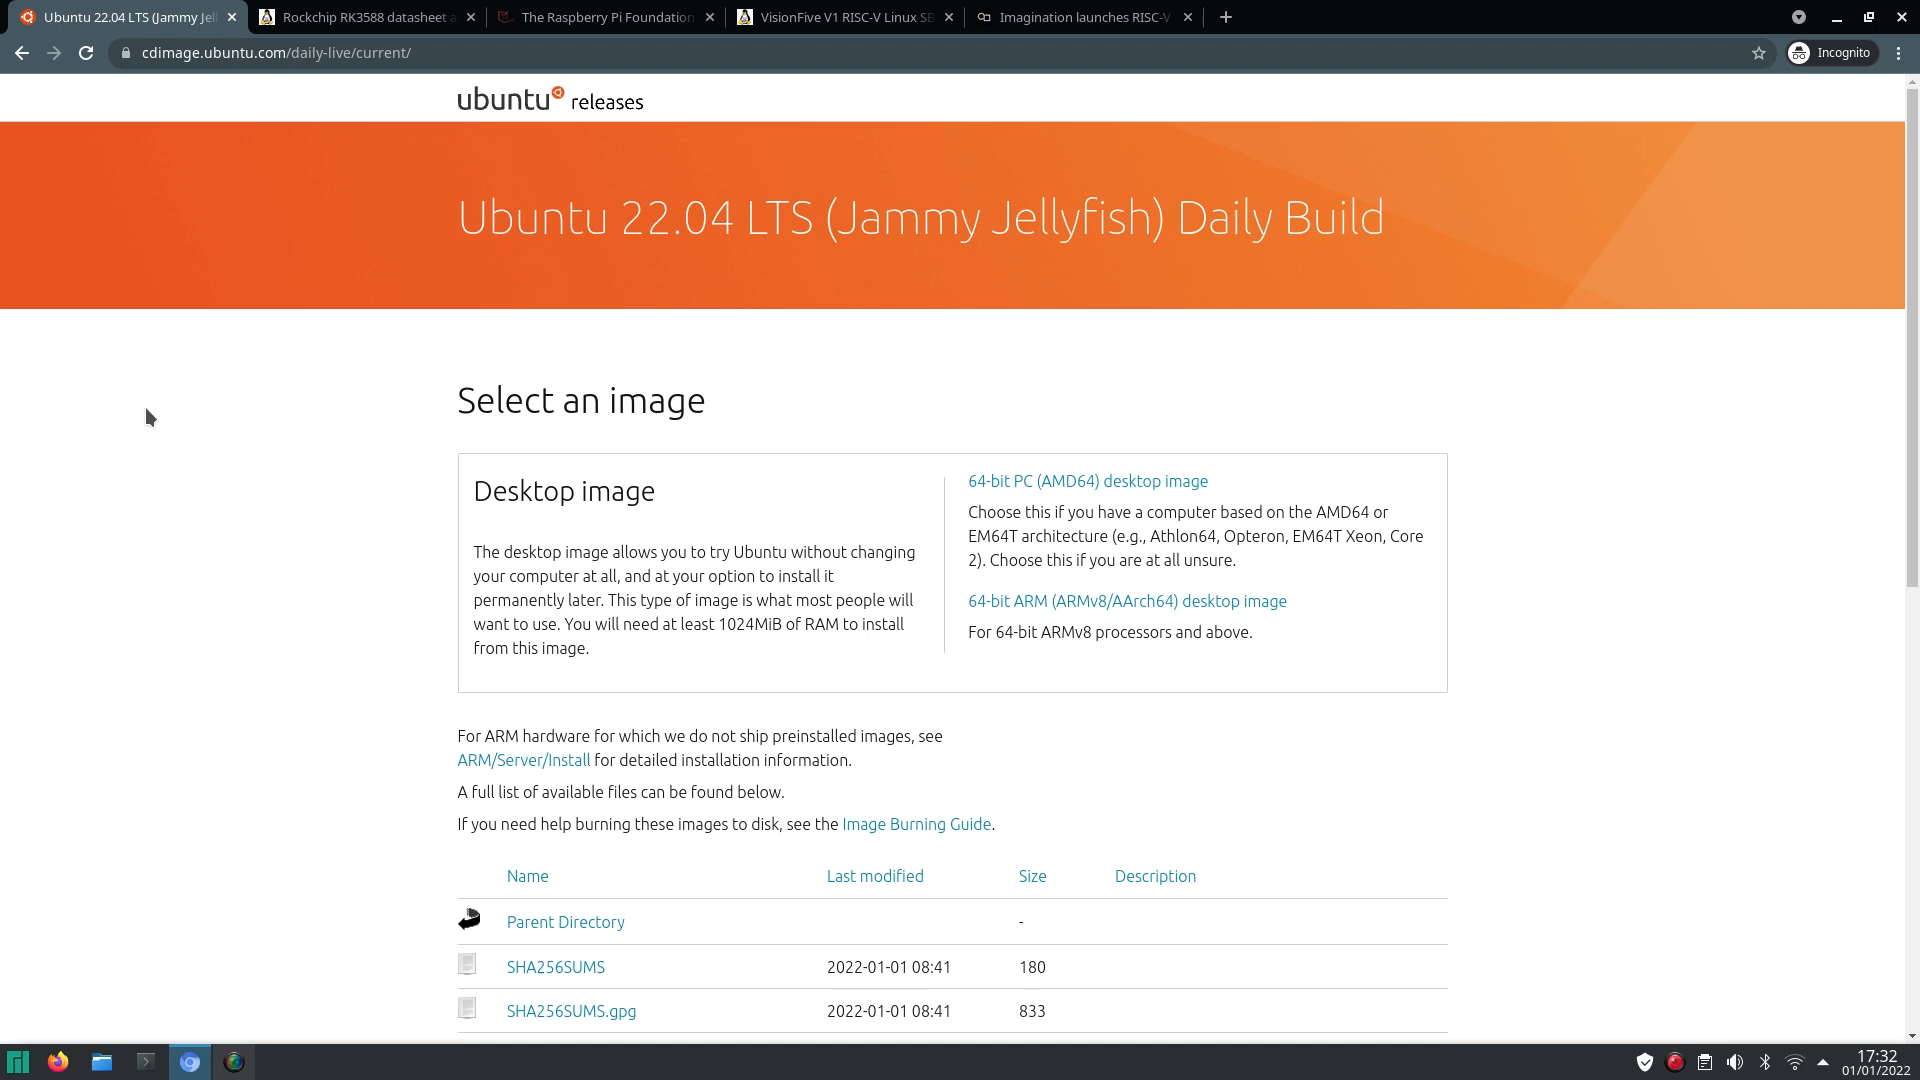 Ubuntu 22.04 LTS (Jammy Jell
Rockchip RK3588 datasheet a
The Raspberry Pi Foundation
VisionFive V1 RISC-V Linux SB
Imagination launches RISC-V
cdimage.ubuntu.com/daily-live/current/
Incognito
ubuntu releases
Ubuntu 22.04 LTS (Jammy Jellyfish) Daily Build
Select an image
Desktop image
The desktop image allows you to try Ubuntu without changing
your computer at all, and at your option to install it
permanently later. This type of image is what most people will
want to use. You will need at least 1024MiB of RAM to install
from this image.
64-bit PC (AMD64) desktop image
Choose this if you have a computer based on the AMD64 or
EM64T architecture (e.g., Athlon64, Opteron, EM64T Xeon, Core
2). Choose this if you are at all unsure.
64-bit ARM (ARMv8/AArch64) desktop image
For 64-bit ARMv8 processors and above.
For ARM hardware for which we do not ship preinstalled images, see
ARM/Server/Install for detailed installation information.
A full list of available files can be found below.
If you need help burning these images to disk, see the Image Burning Guide.
Name Last modified Size Description
Parent Directory -
SHA256SUMS 2022-01-01 08:41 180
SHA256SUMS.gpg 2022-01-01 08:41 833
17:32
01/01/2022